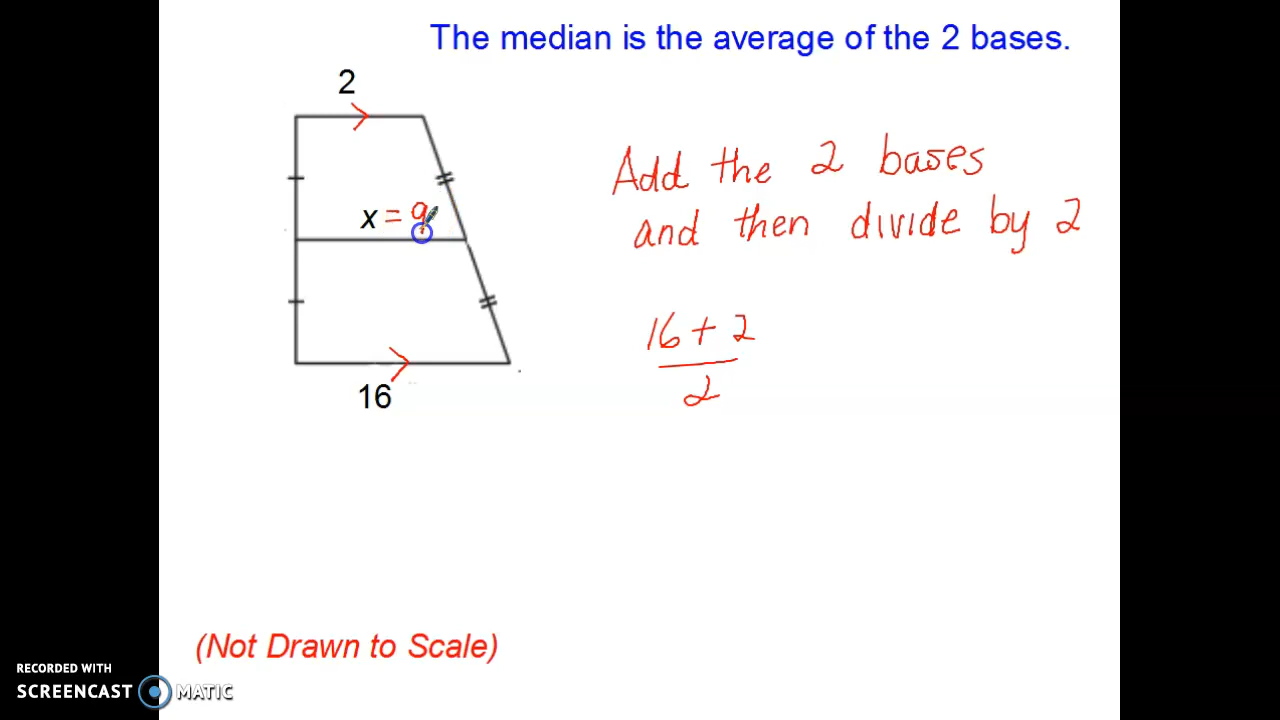 The median is the average of the 2 bases.
2
Add the 2 bases
and then divide by 2
x = 9
16 + 2
2
16
(Not Drawn to Scale)
RECORDED WITH
SCREENCAST MATIC